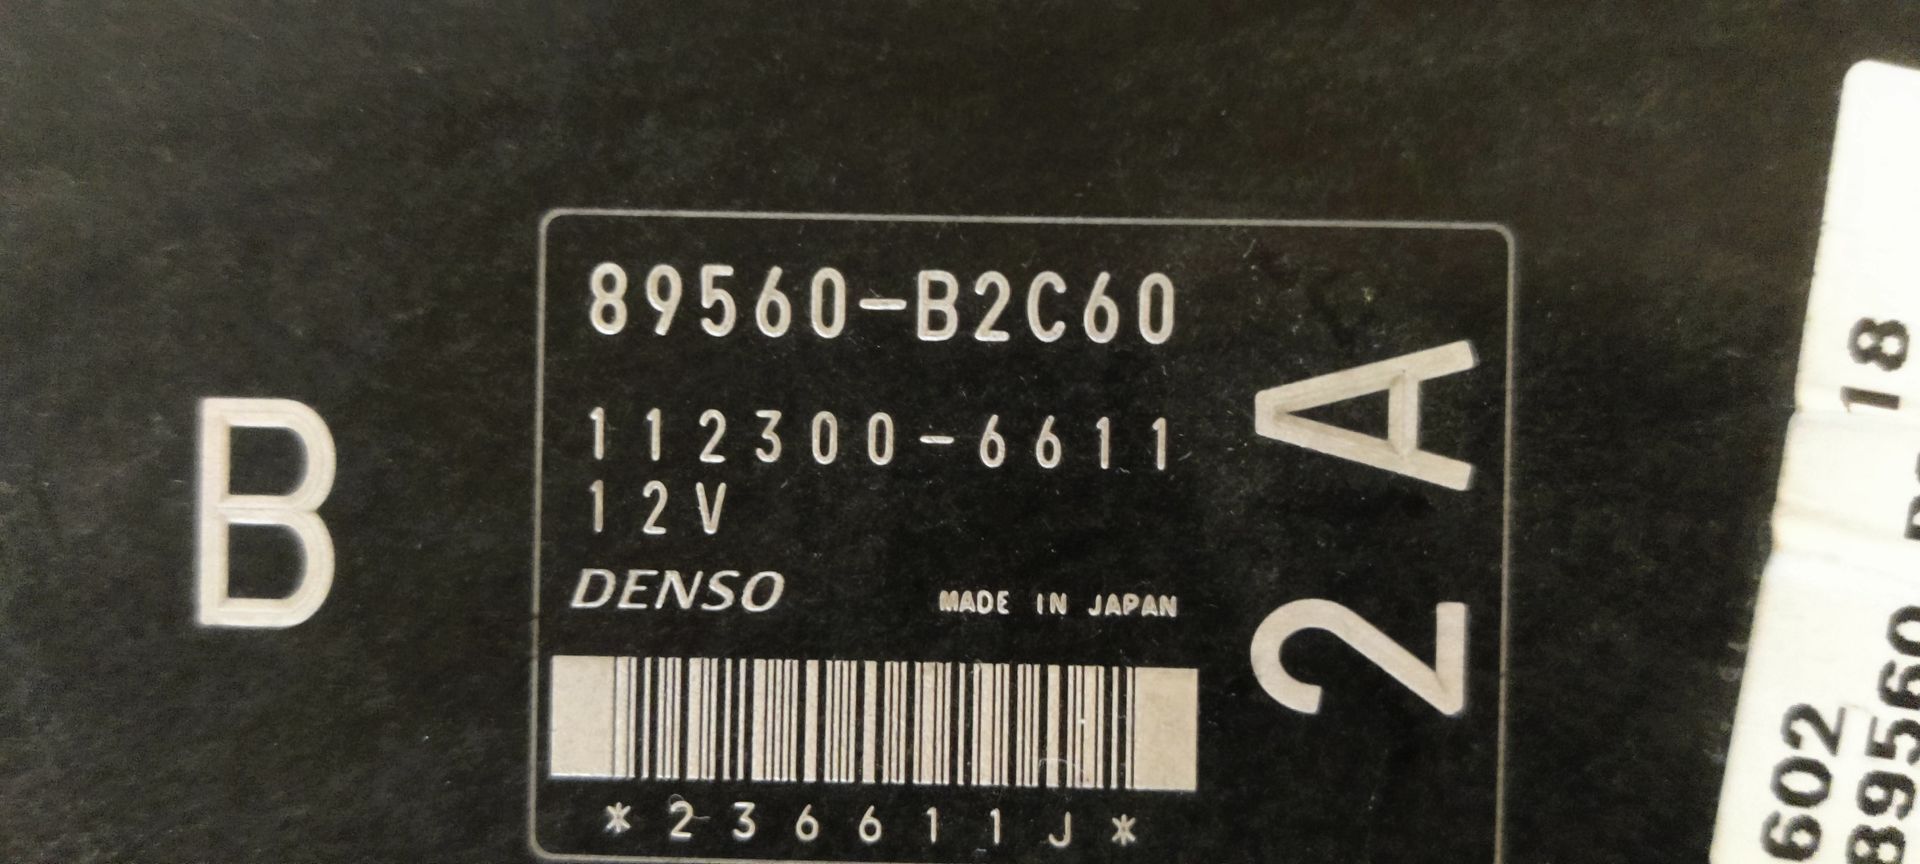 89560-B2C60
112300-6611
12V
DENSO MADE IN JAPAN
*236611J*
B
2A
18
602
89560